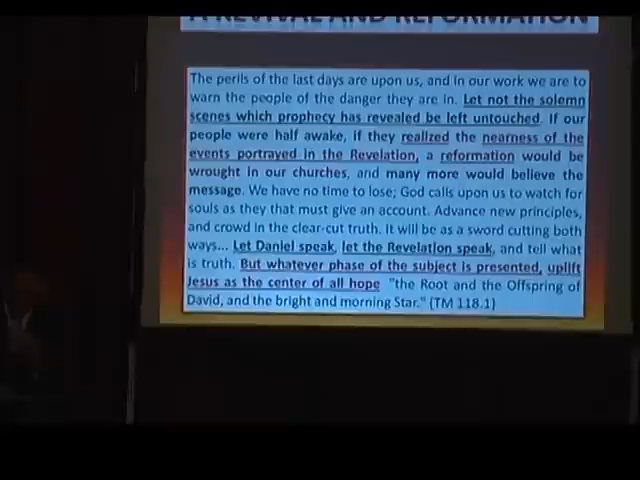 A REVIVAL AND REFORMATION
The perils of the last days are upon us, and in our work we are to
warn the people of the danger they are in. Let not the solemn
scenes which prophecy has revealed be left untouched. If our
people were half awake, if they realized the nearness of the
events portrayed in the Revelation, a reformation would be
wrought in our churches, and many more would believe the
message. We have no time to lose; God calls upon us to watch for
souls as they that must give an account. Advance new principles,
and crowd in the clear-cut truth. It will be as a sword cutting both
ways... Let Daniel speak, let the Revelation speak, and tell what
is truth. But whatever phase of the subject is presented, uplift
Jesus as the center of all hope "the Root and the Offspring of
David, and the bright and morning Star." (TM 118.1)